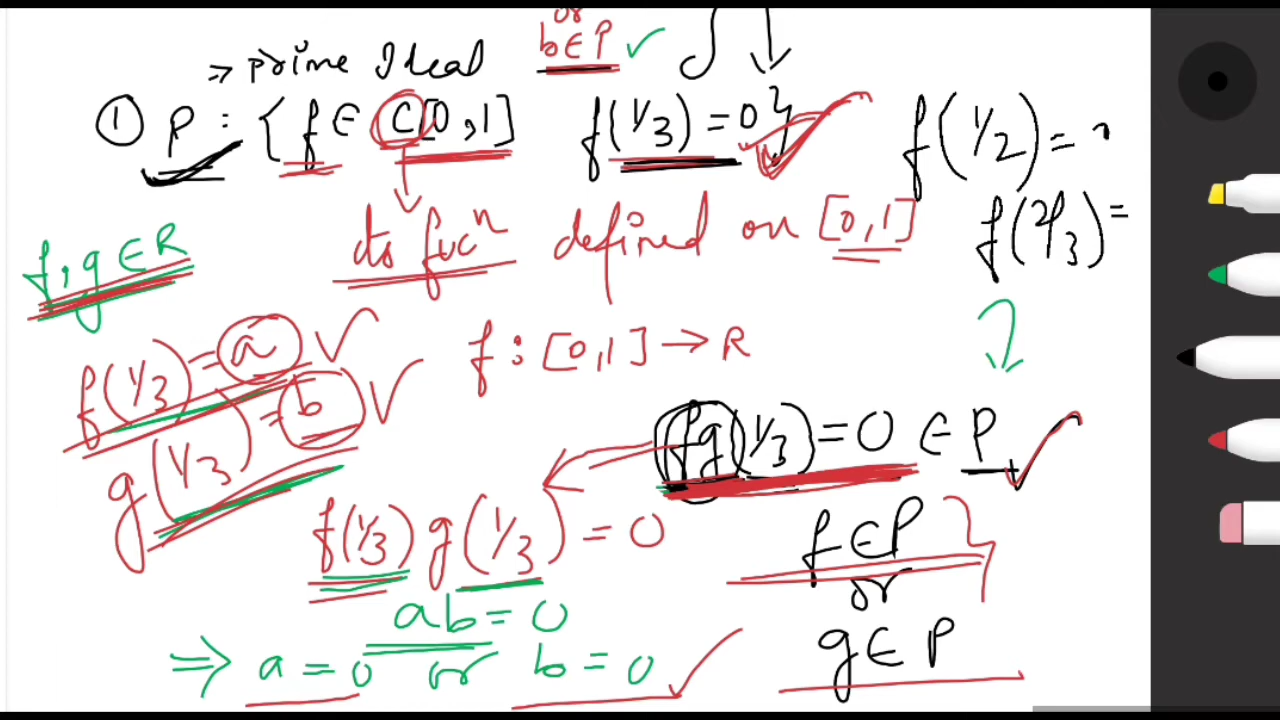 or
⇒ prime Ideal b∈P ✓
① P : { f ∈ C[0,1] f(1/3) = 0 }
f(1/2) =
f(2/3) =
cts fucⁿ defined on [0,1]
f, g ∈ R
f : [0,1] → R
f(1/3) = a ✓
g(1/3) = b ✓
(fg)(1/3) = 0 ∈ P ✓
f(1/3) g(1/3) = 0
ab = 0
⇒ a = 0 or b = 0
f ∈ P
or
g ∈ P